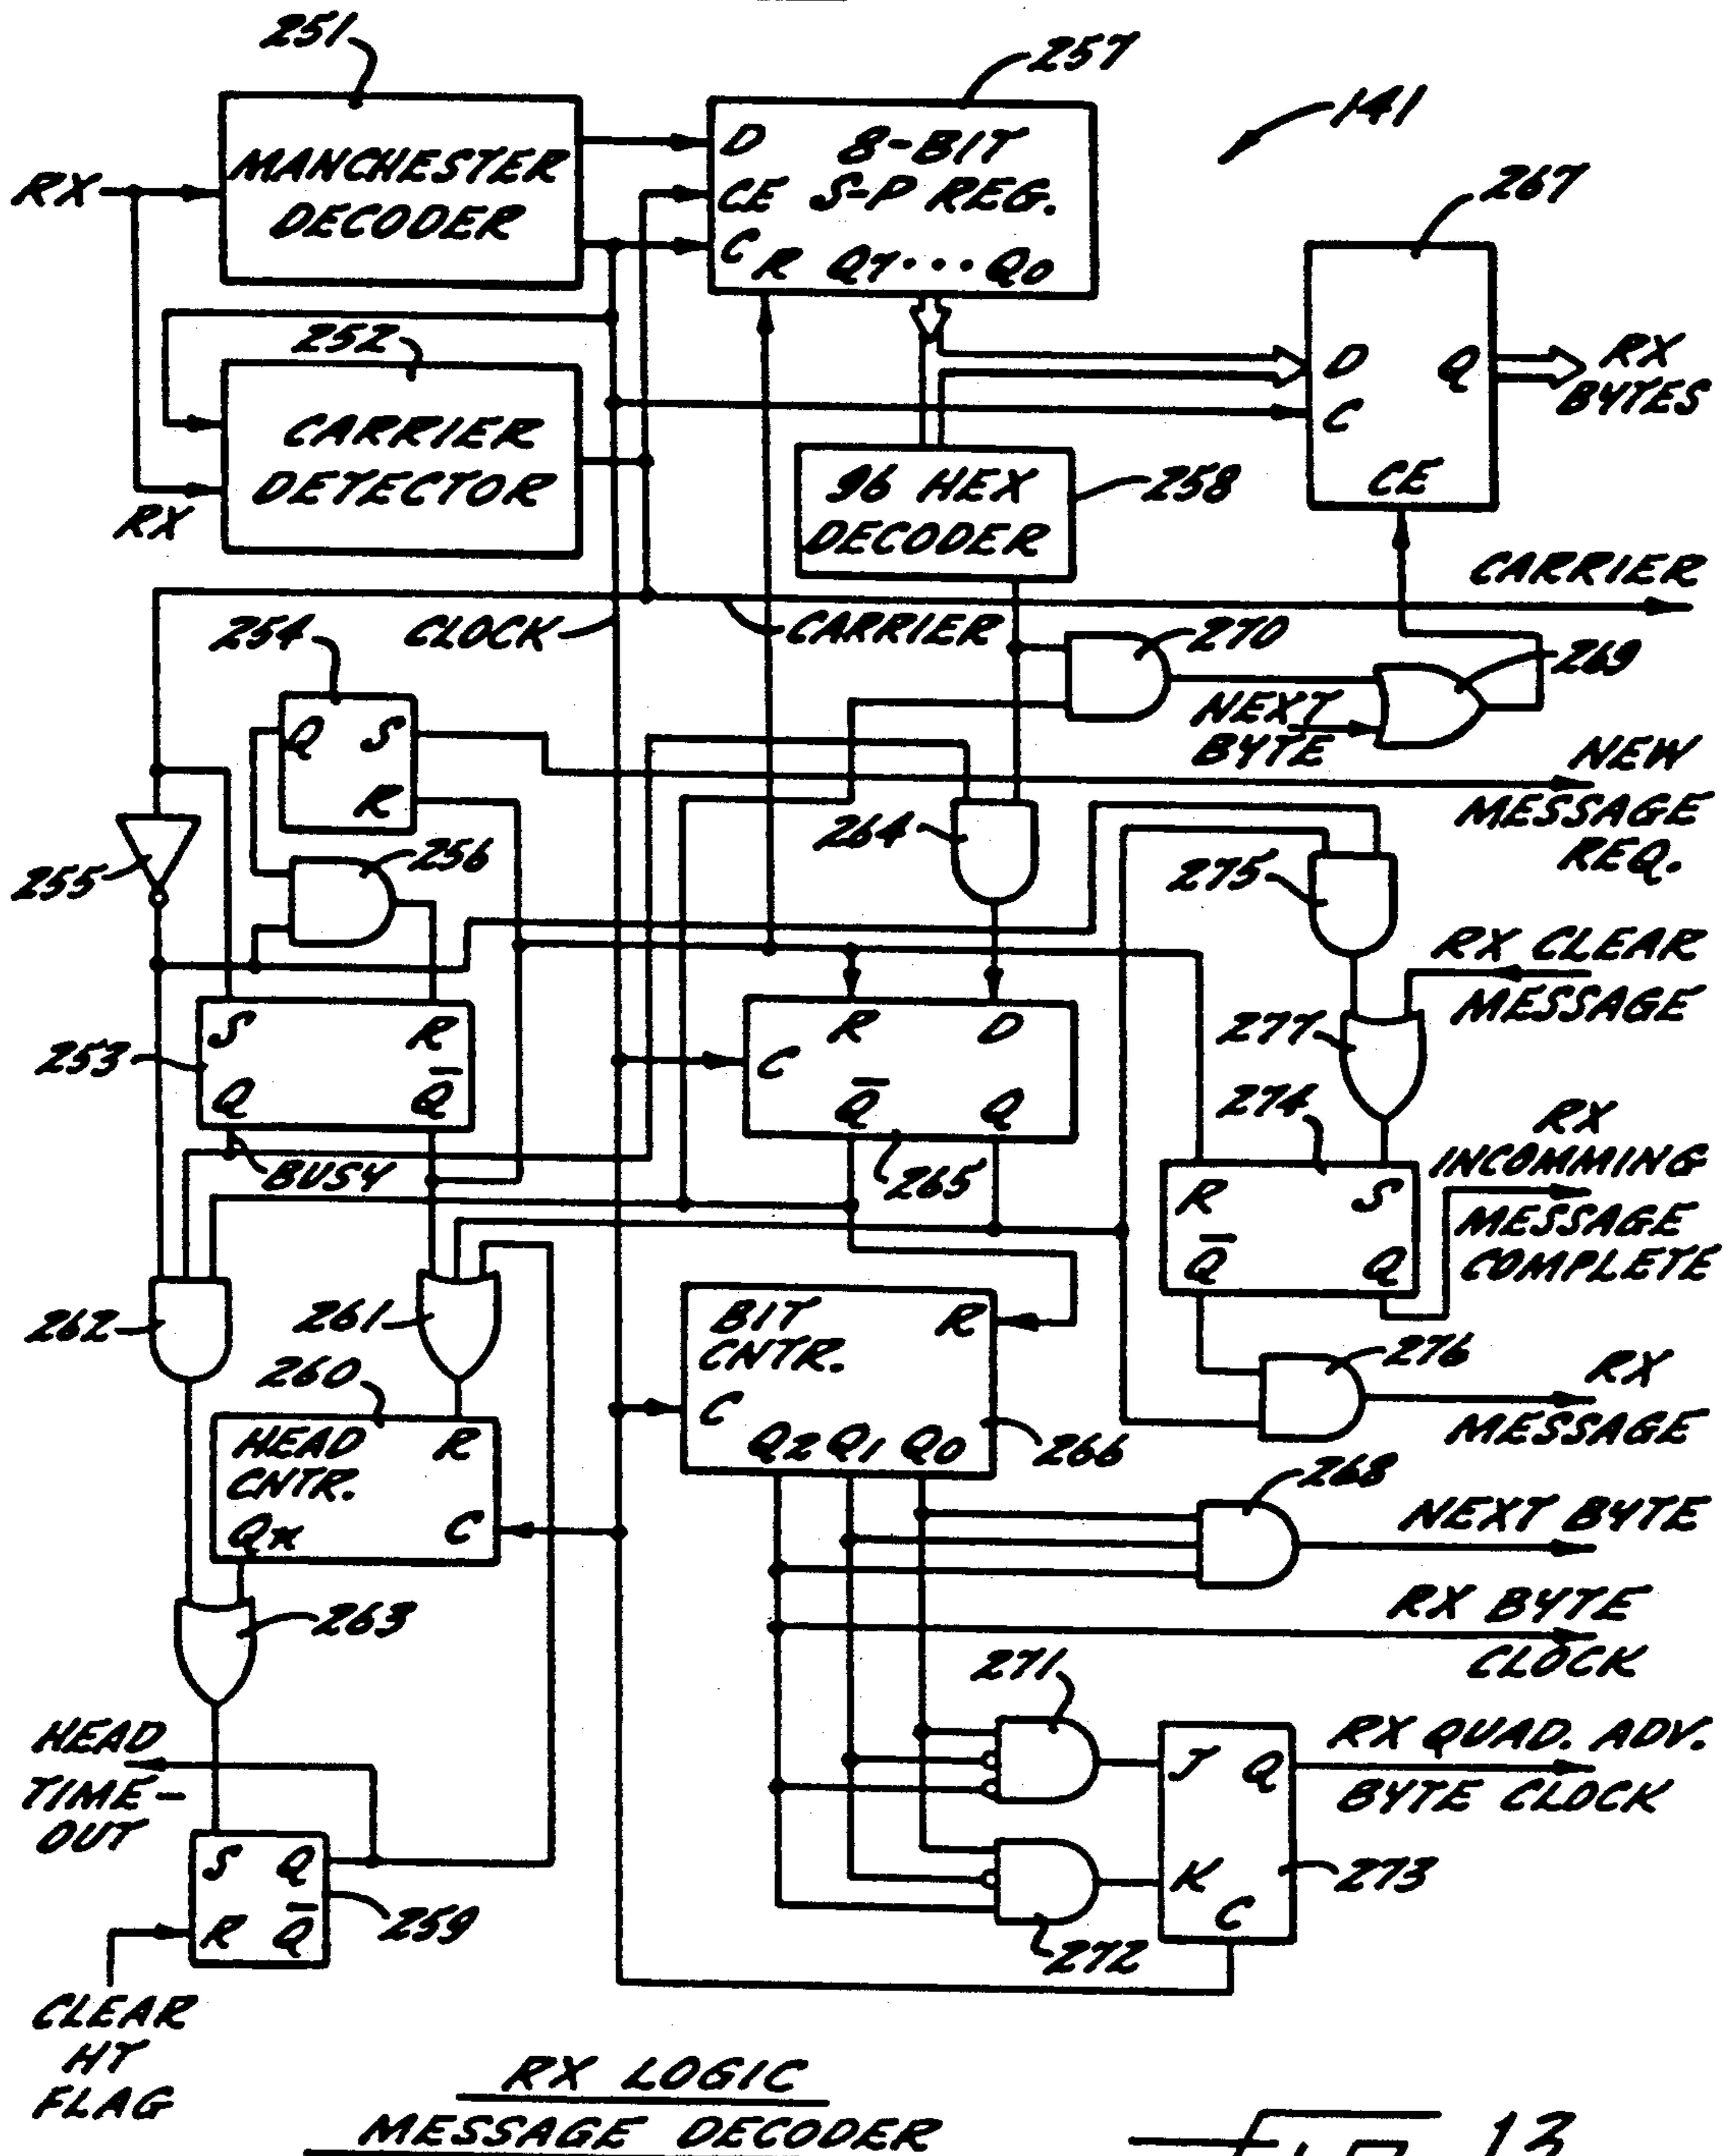 251
257
141
267
MANCHESTER
DECODER
RX
D
CE
C
R
8-BIT
S-P REG.
Q7...Q0
252
CARRIER
DETECTOR
RX
D
C
Q
CE
RX
BYTES
96 HEX
DECODER
258
CARRIER
CLOCK
CARRIER
254
270
269
Q
S
R
NEXT
BYTE
NEW
MESSAGE
REQ.
255
256
264
275
RX CLEAR
MESSAGE
253
S
R
Q
Q̅
R
D
C
Q̅
Q
277
BUSY
265
274
RX
INCOMMING
MESSAGE
COMPLETE
R
S
Q̅
Q
262
261
260
BIT
CNTR.
R
C
Q2 Q1 Q0
266
276
RX
MESSAGE
HEAD
CNTR.
R
QX
C
268
NEXT BYTE
263
RX BYTE
CLOCK
271
HEAD
TIME-
OUT
J
Q
K
C
RX QUAD. ADV.
BYTE CLOCK
S
Q
R
Q̅
259
272
273
CLEAR
HT
FLAG
RX LOGIC
MESSAGE DECODER
13